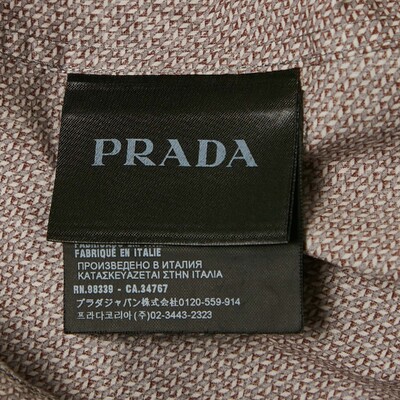 PRADA
FABRIQUÉ EN ITALIE
ПРОИЗВЕДЕНО В ИТАЛИЯ
ΚΑΤΑΣΚΕΥΑΖΕΤΑΙ ΣΤΗΝ ΙΤΑΛΙΑ
RN.98339 - CA.34767
プラダジャパン株式会社0120-559-914
프라다코리아(주)02-3443-2323